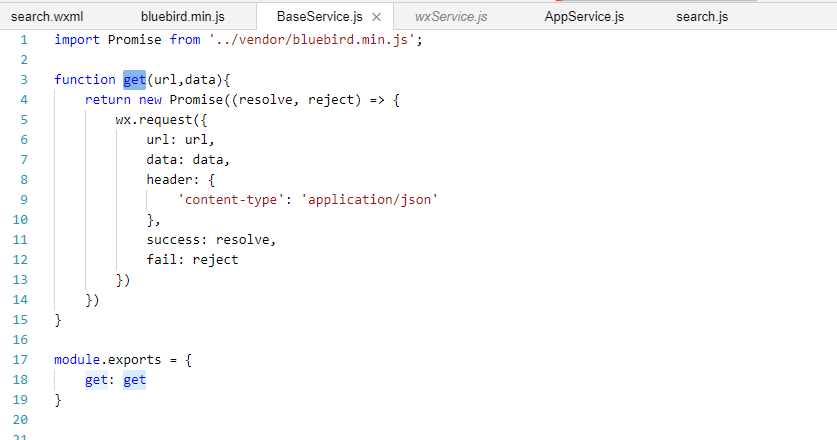 search.wxml bluebird.min.js BaseService.js × wxService.js AppService.js search.js
1 import Promise from '../vendor/bluebird.min.js';
2
3 function get(url,data){
4 return new Promise((resolve, reject) => {
5 wx.request({
6 url: url,
7 data: data,
8 header: {
9 'content-type': 'application/json'
10 },
11 success: resolve,
12 fail: reject
13 })
14 })
15 }
16
17 module.exports = {
18 get: get
19 }
20
21